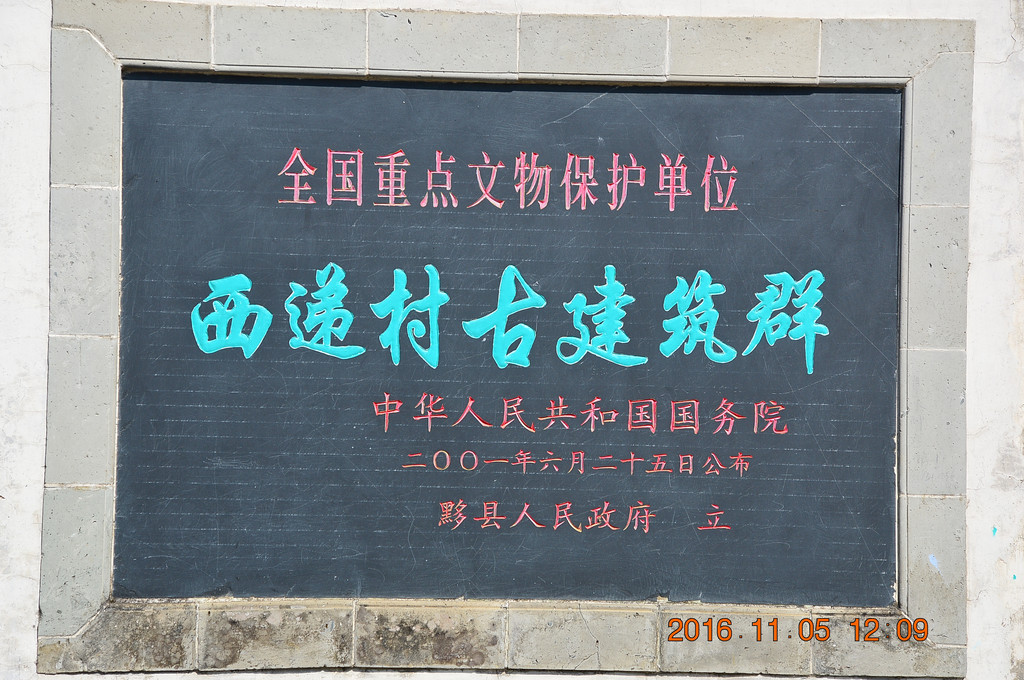 全国重点文物保护单位
西递村古建筑群
中华人民共和国国务院
二〇〇一年六月二十五日公布
黟县人民政府 立
2016.11.05 12:09